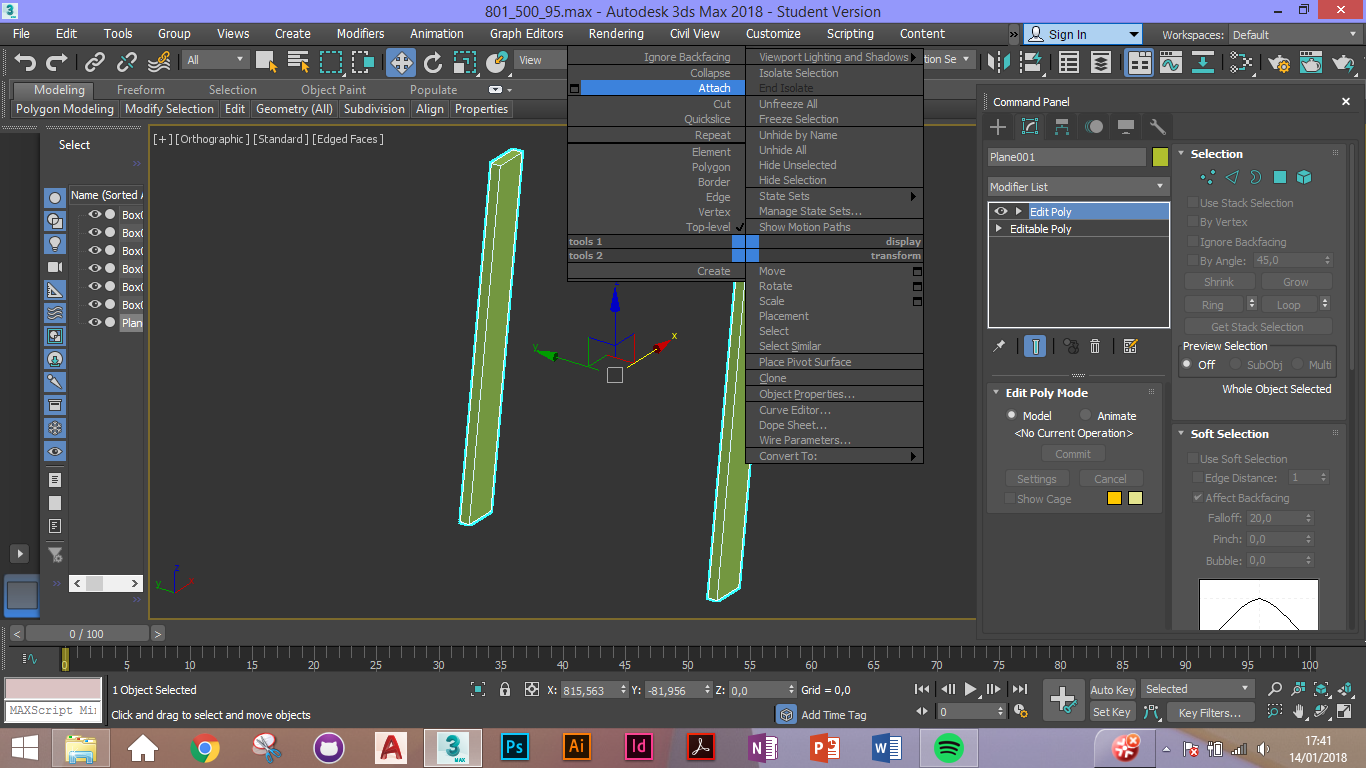 801_500_95.max - Autodesk 3ds Max 2018 - Student Version
File Edit Tools Group Views Create Modifiers Animation Graph Editors Rendering Civil View Customize Scripting Content » Sign In Workspaces: Default
All View
Modeling Freeform Selection Object Paint Populate
Polygon Modeling Modify Selection Edit Geometry (All) Subdivision Align Properties
[+] [Orthographic] [Standard] [Edged Faces]
Select
Name (Sorted A
Box0
Box0
Box0
Box0
Box0
Box0
Plan
Ignore Backfacing
Collapse
Attach
Cut
Quickslice
Repeat
Element
Polygon
Border
Edge
Vertex
Top-level
tools 1
tools 2
Create
Viewport Lighting and Shadows
Isolate Selection
End Isolate
Unfreeze All
Freeze Selection
Unhide by Name
Unhide All
Hide Unselected
Hide Selection
State Sets
Manage State Sets...
Show Motion Paths
display
transform
Move
Rotate
Scale
Placement
Select
Select Similar
Place Pivot Surface
Clone
Object Properties...
Curve Editor...
Dope Sheet...
Wire Parameters...
Convert To:
x
y
z
on Se
Command Panel
Plane001
Modifier List
Edit Poly
Editable Poly
Edit Poly Mode
Model Animate
<No Current Operation>
Commit
Settings Cancel
Show Cage
Selection
Use Stack Selection
By Vertex
Ignore Backfacing
By Angle: 45,0
Shrink Grow
Ring Loop
Get Stack Selection
Preview Selection
Off SubObj Multi
Whole Object Selected
Soft Selection
Use Soft Selection
Edge Distance: 1
Affect Backfacing
Falloff: 20,0
Pinch: 0,0
Bubble: 0,0
0 / 100
0 5 10 15 20 25 30 35 40 45 50 55 60 65 70 75 80 85 90 95 100
1 Object Selected X: 815,563 Y: -81,956 Z: 0,0 Grid = 0,0
MAXScript Mi
Click and drag to select and move objects
Add Time Tag
0
Auto Key Selected
Set Key Key Filters...
3 MAX Ps Ai Id N P W
17:41
14/01/2018